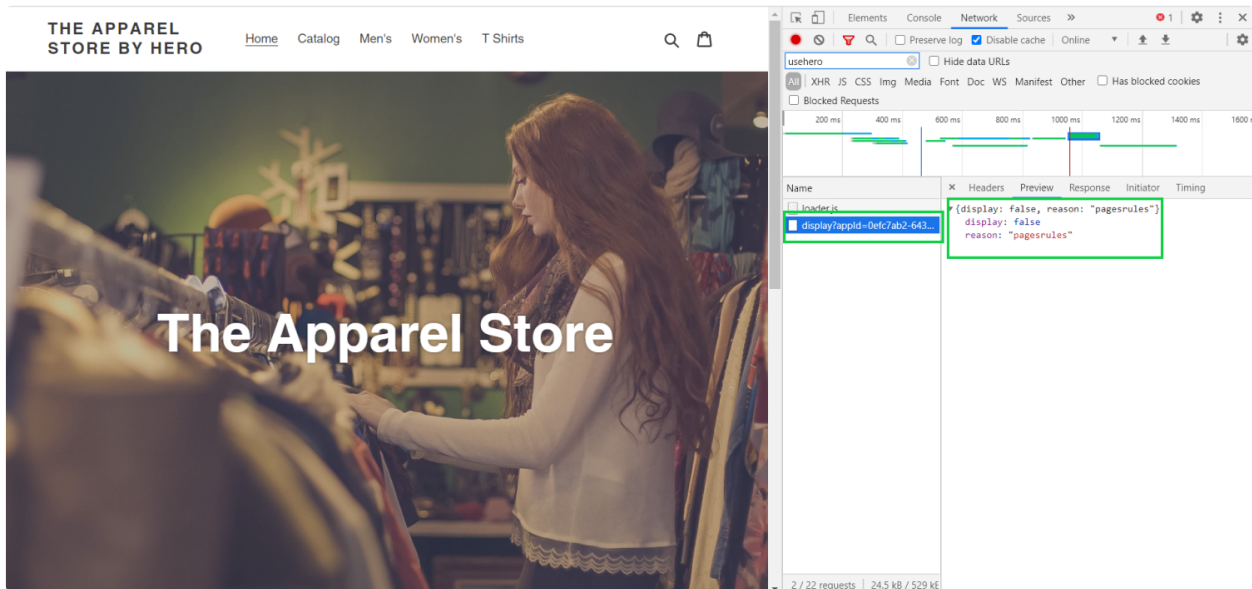 THE APPAREL
STORE BY HERO
Home Catalog Men's Women's T Shirts
The Apparel Store
Elements Console Network Sources » 1
Preserve log Disable cache Online
usehero Hide data URLs
All XHR JS CSS Img Media Font Doc WS Manifest Other Has blocked cookies
Blocked Requests
200 ms 400 ms 600 ms 800 ms 1000 ms 1200 ms 1400 ms 1600
Name
loader.js
display?appId=0efc7ab2-643...
× Headers Preview Response Initiator Timing
{display: false, reason: "pagesrules"}
display: false
reason: "pagesrules"
2 / 22 requests 24.5 kB / 529 kE